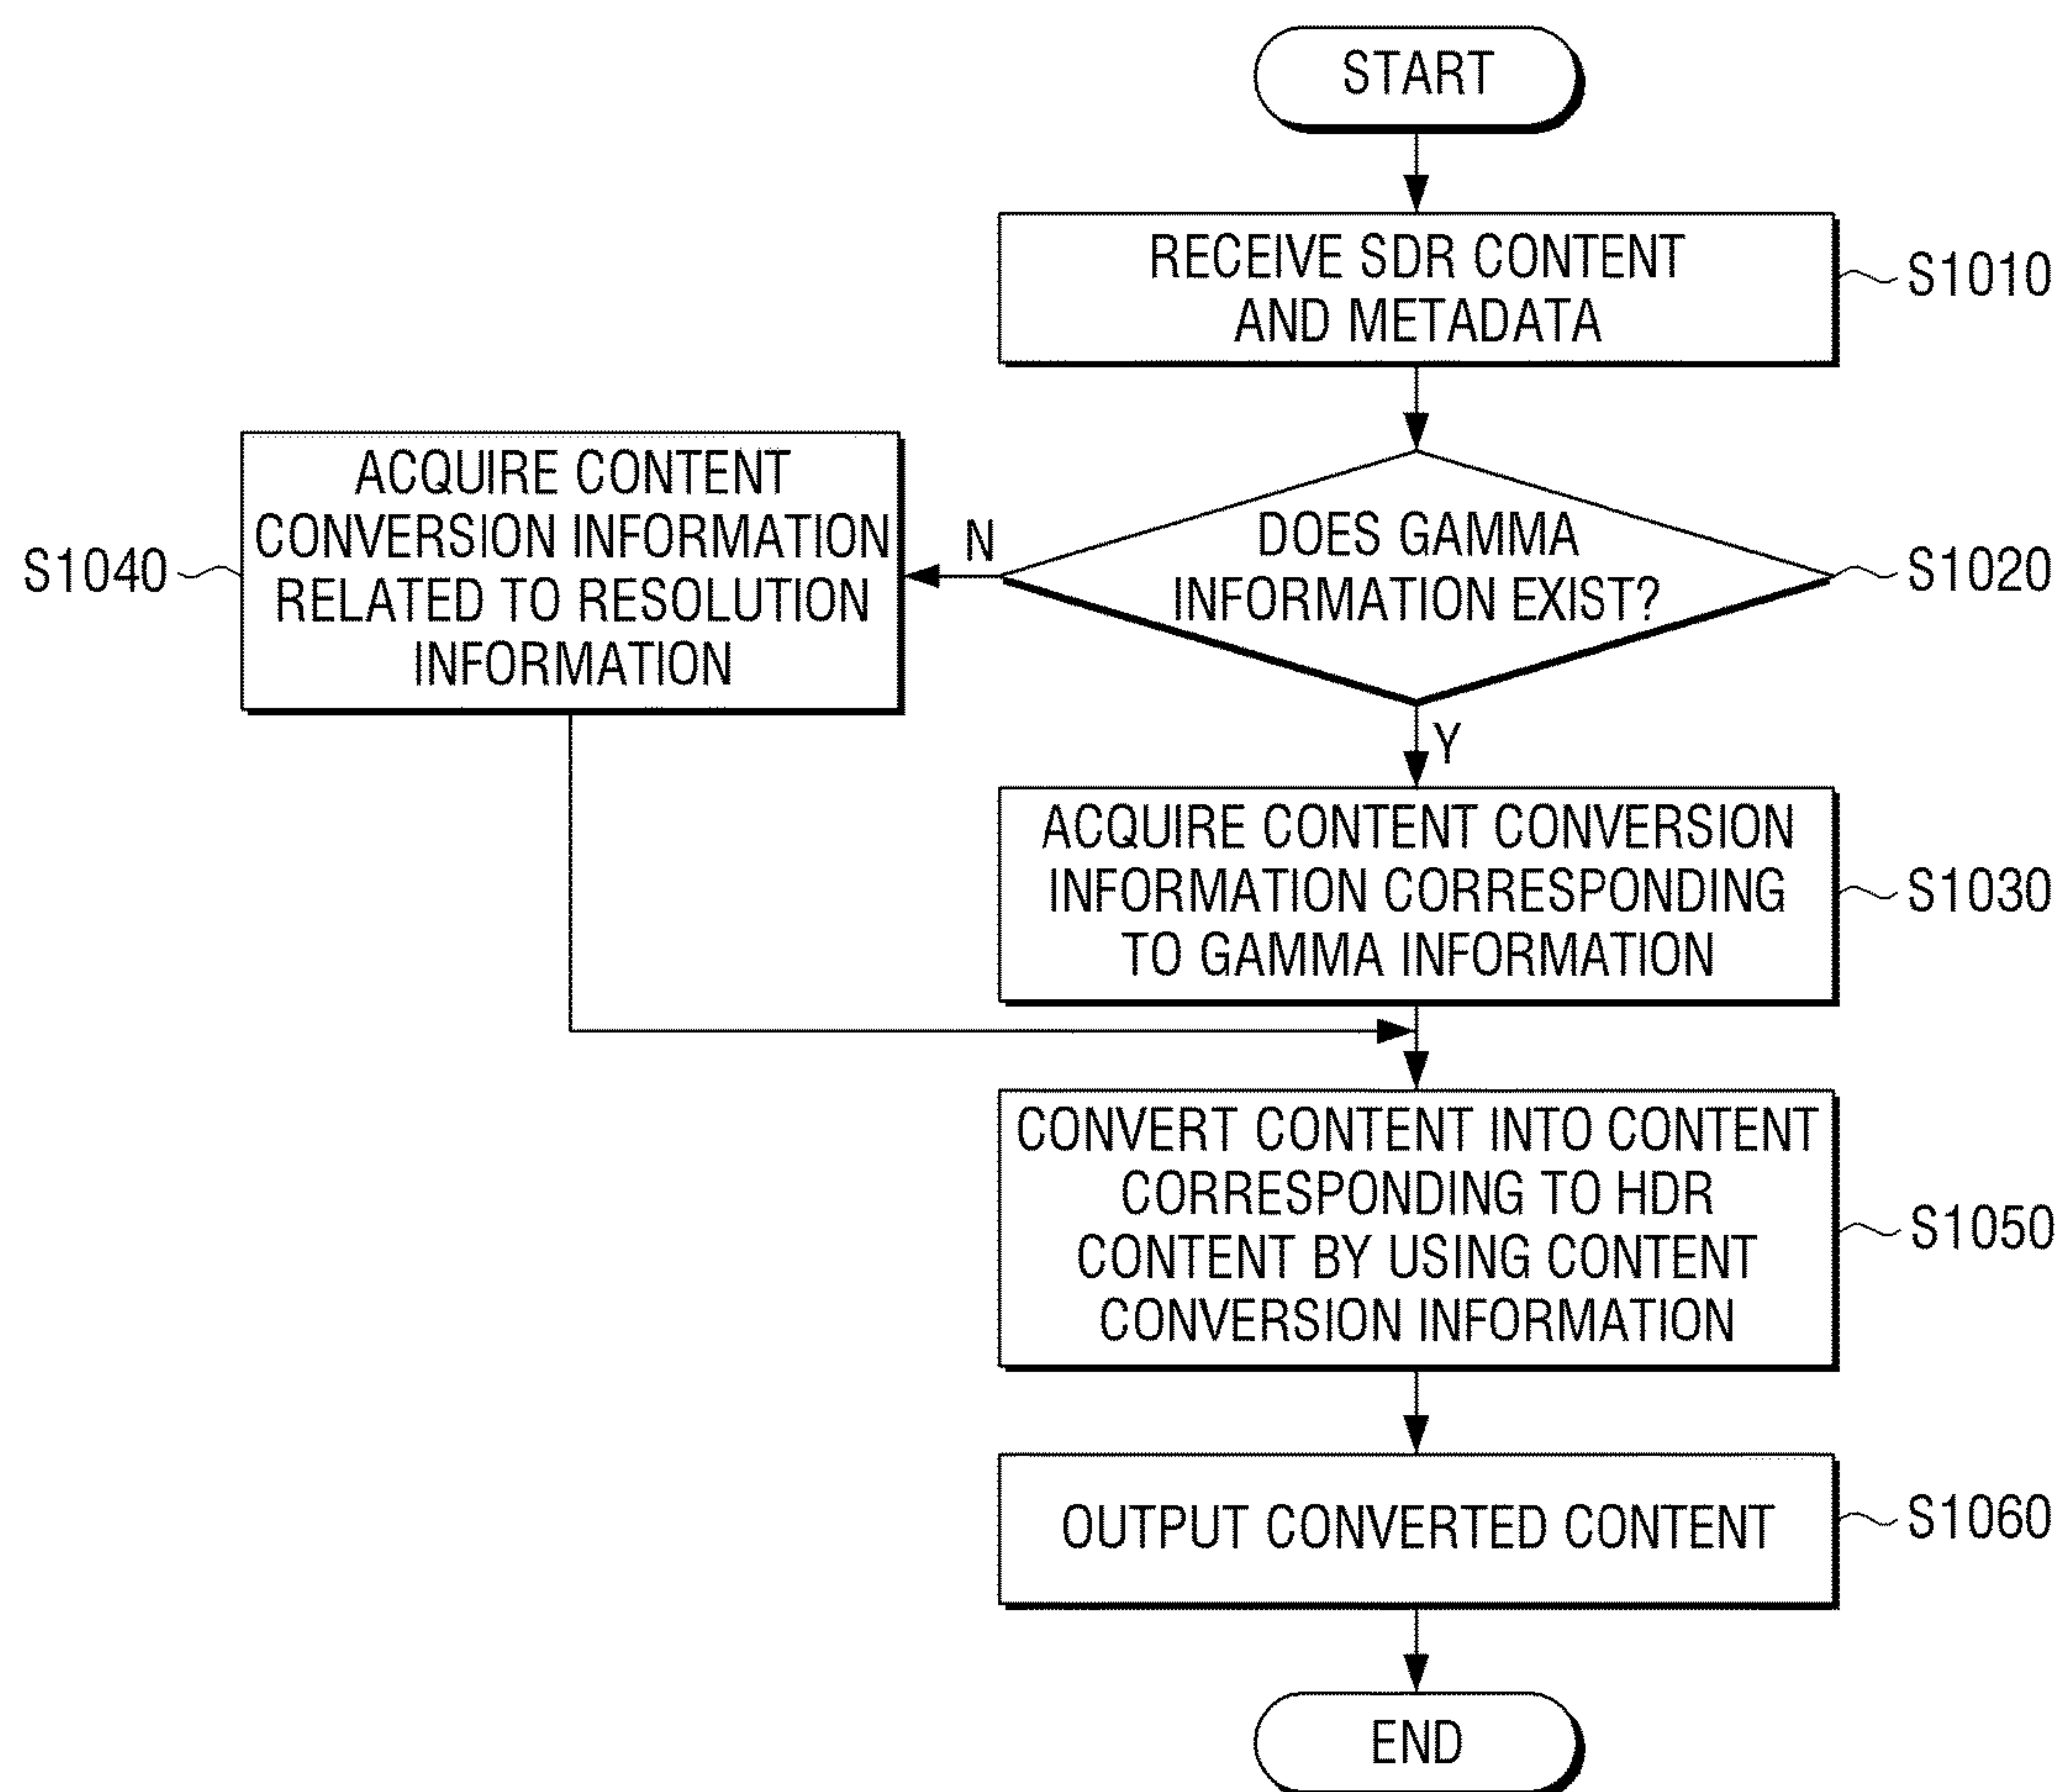 START
RECEIVE SDR CONTENT
AND METADATA
S1010
DOES GAMMA
INFORMATION EXIST?
S1020
N
ACQUIRE CONTENT
CONVERSION INFORMATION
RELATED TO RESOLUTION
INFORMATION
S1040
Y
ACQUIRE CONTENT CONVERSION
INFORMATION CORRESPONDING
TO GAMMA INFORMATION
S1030
CONVERT CONTENT INTO CONTENT
CORRESPONDING TO HDR
CONTENT BY USING CONTENT
CONVERSION INFORMATION
S1050
OUTPUT CONVERTED CONTENT
S1060
END